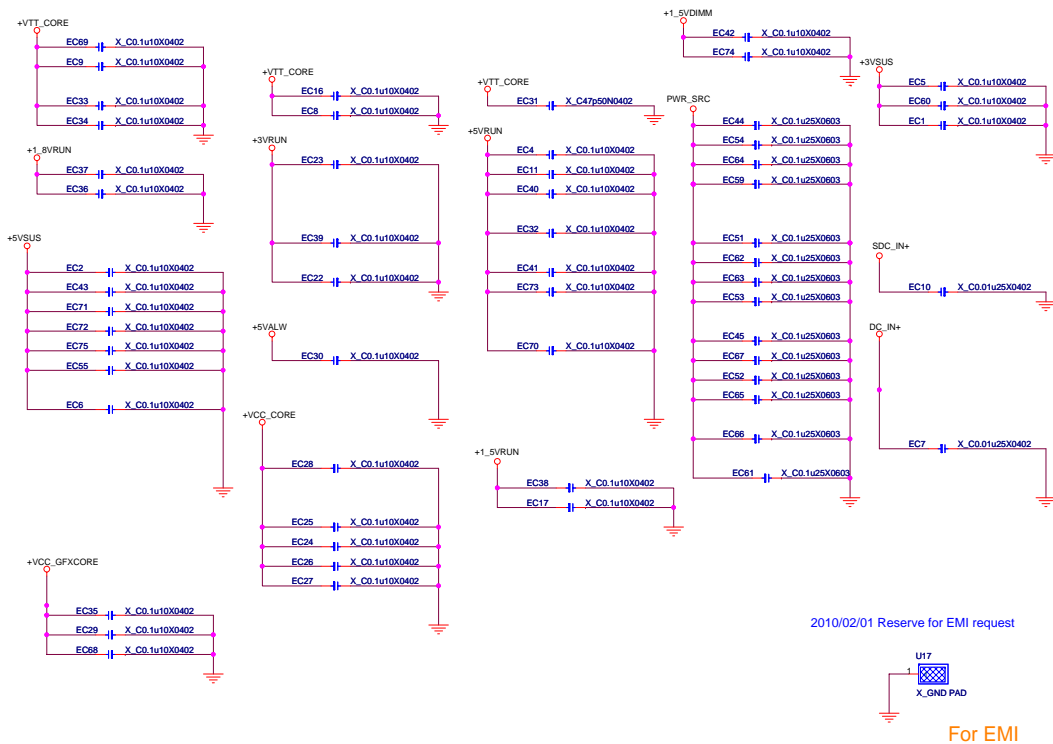 +VTT_CORE
EC69 X_C0.1u10X0402
EC9 X_C0.1u10X0402
EC33 X_C0.1u10X0402
EC34 X_C0.1u10X0402
+1_8VRUN
EC37 X_C0.1u10X0402
EC36 X_C0.1u10X0402
+5VSUS
EC2 X_C0.1u10X0402
EC43 X_C0.1u10X0402
EC71 X_C0.1u10X0402
EC72 X_C0.1u10X0402
EC75 X_C0.1u10X0402
EC55 X_C0.1u10X0402
EC6 X_C0.1u10X0402
+VCC_GFXCORE
EC35 X_C0.1u10X0402
EC29 X_C0.1u10X0402
EC68 X_C0.1u10X0402
+VTT_CORE
EC16 X_C0.1u10X0402
EC8 X_C0.1u10X0402
+3VRUN
EC23 X_C0.1u10X0402
EC39 X_C0.1u10X0402
EC22 X_C0.1u10X0402
+5VALW
EC30 X_C0.1u10X0402
+VCC_CORE
EC28 X_C0.1u10X0402
EC25 X_C0.1u10X0402
EC24 X_C0.1u10X0402
EC26 X_C0.1u10X0402
EC27 X_C0.1u10X0402
+VTT_CORE
EC31 X_C47p50N0402
+5VRUN
EC4 X_C0.1u10X0402
EC11 X_C0.1u10X0402
EC40 X_C0.1u10X0402
EC32 X_C0.1u10X0402
EC41 X_C0.1u10X0402
EC73 X_C0.1u10X0402
EC70 X_C0.1u10X0402
+1_5VRUN
EC38 X_C0.1u10X0402
EC17 X_C0.1u10X0402
+1_5VDIMM
EC42 X_C0.1u10X0402
EC74 X_C0.1u10X0402
PWR_SRC
EC44 X_C0.1u25X0603
EC54 X_C0.1u25X0603
EC64 X_C0.1u25X0603
EC59 X_C0.1u25X0603
EC51 X_C0.1u25X0603
EC62 X_C0.1u25X0603
EC63 X_C0.1u25X0603
EC53 X_C0.1u25X0603
EC45 X_C0.1u25X0603
EC67 X_C0.1u25X0603
EC52 X_C0.1u25X0603
EC65 X_C0.1u25X0603
EC66 X_C0.1u25X0603
EC61 X_C0.1u25X0603
+3VSUS
EC5 X_C0.1u10X0402
EC60 X_C0.1u10X0402
EC1 X_C0.1u10X0402
SDC_IN+
EC10 X_C0.01u25X0402
DC_IN+
EC7 X_C0.01u25X0402
2010/02/01 Reserve for EMI request
U17
1
X_GND PAD
For EMI